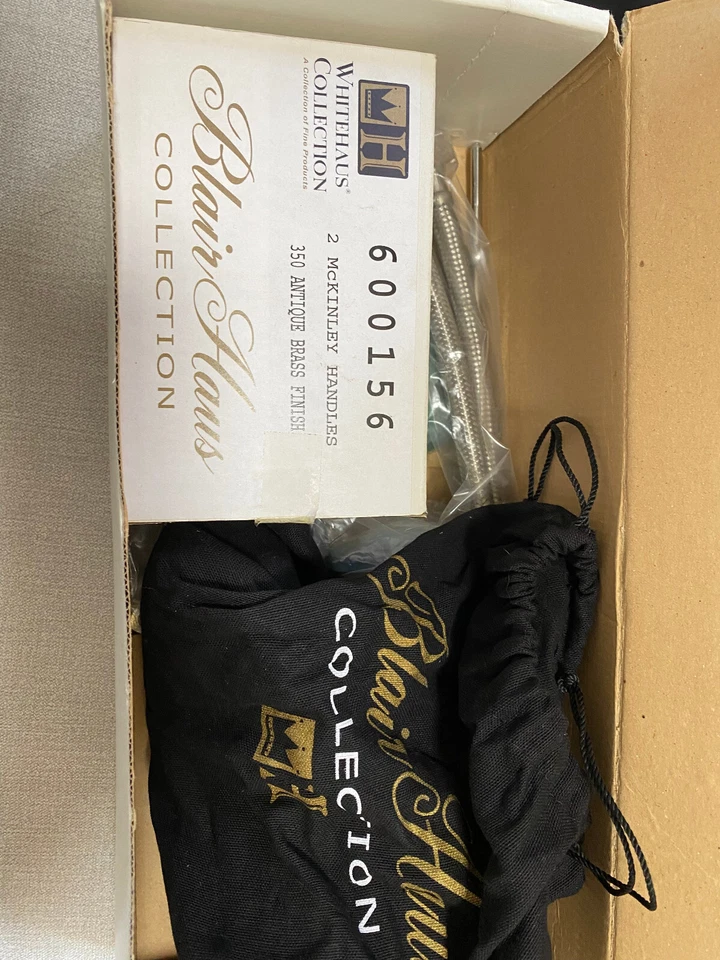 WH
WHITEHAUS®
COLLECTION
A Collection of Fine Products
600156
2 McKINLEY HANDLES
350 ANTIQUE BRASS FINISH
Blair Haus
COLLECTION
Blair Haus
COLLECTION
WH